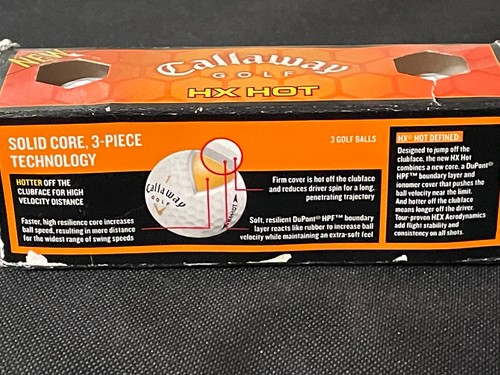 NEW!
Callaway
GOLF
HX HOT
SOLID CORE, 3-PIECE
TECHNOLOGY
HOTTER OFF THE
CLUBFACE FOR HIGH
VELOCITY DISTANCE
Faster, high resilience core increases
ball speed, resulting in more distance
for the widest range of swing speeds
Callaway
GOLF
HX HOT
3 GOLF BALLS
Firm cover is hot off the clubface
and reduces driver spin for a long,
penetrating trajectory
Soft, resilient DuPont® HPF™ boundary
layer reacts like rubber to increase ball
velocity while maintaining an extra-soft feel
HX® HOT DEFINED:
Designed to jump off the
clubface, the new HX Hot
combines a new core, a DuPont®
HPF™ boundary layer and
ionomer cover that pushes the
ball velocity near the limit.
And hotter off the clubface
means longer off the driver.
Tour-proven HEX Aerodynamics
add flight stability and
consistency on all shots.